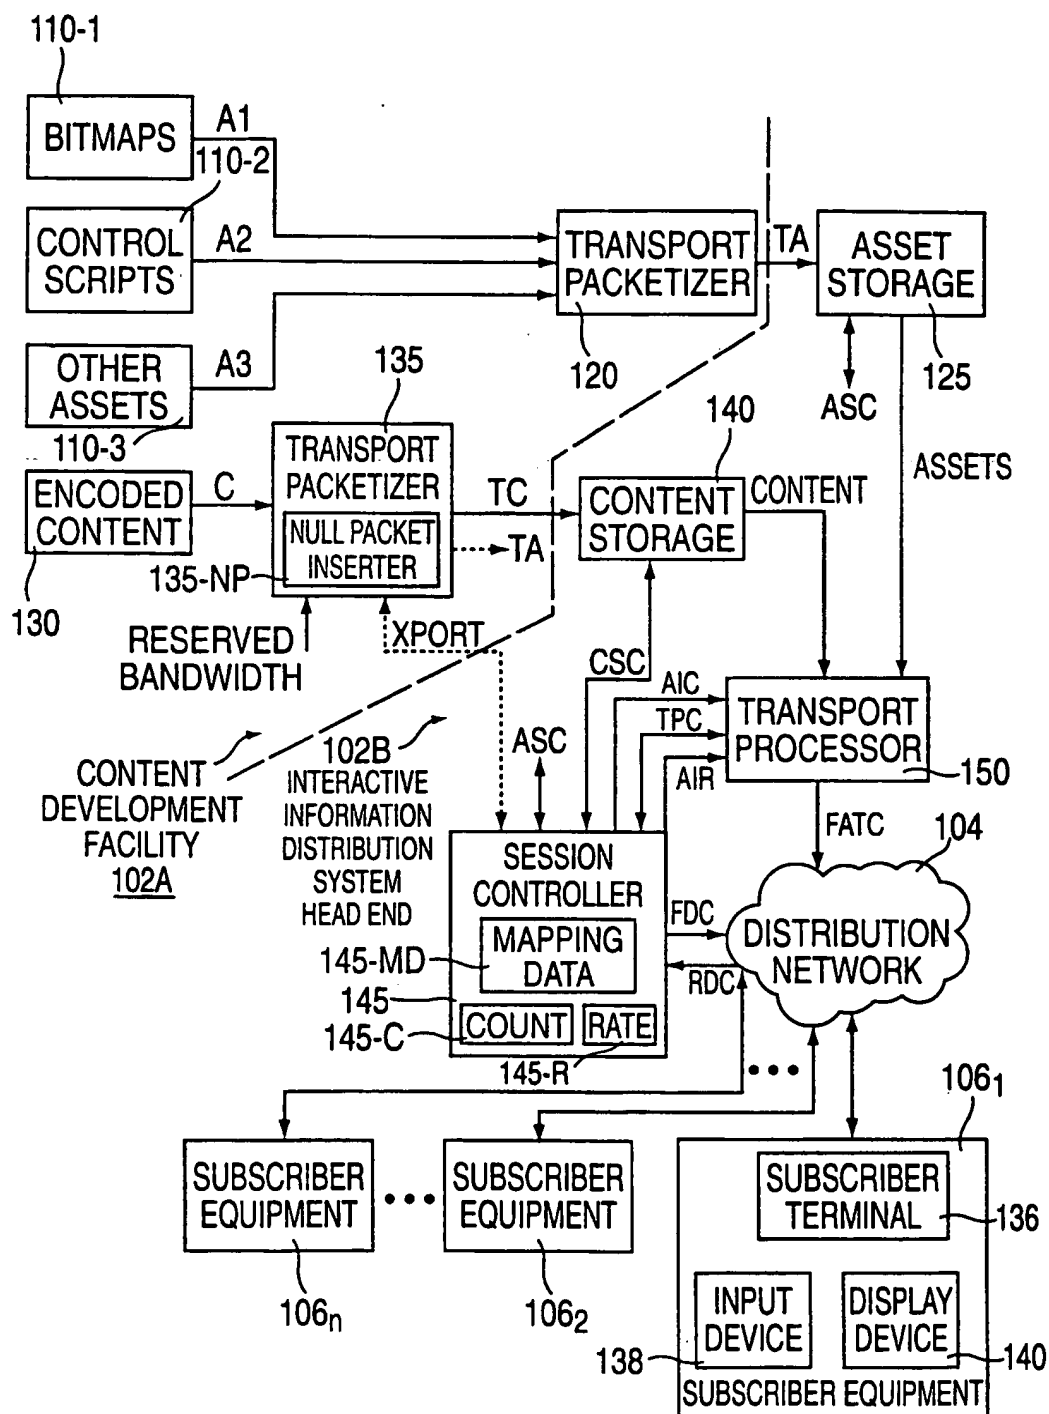 110-1
BITMAPS
A1
110-2
CONTROL
SCRIPTS
A2
TRANSPORT
PACKETIZER
120
TA
ASSET
STORAGE
125
ASC
OTHER
ASSETS
A3
110-3
135
TRANSPORT
PACKETIZER
NULL PACKET
INSERTER
135-NP
ENCODED
CONTENT
C
130
TC
TA
140
CONTENT
STORAGE
CONTENT
ASSETS
RESERVED
BANDWIDTH
XPORT
CSC
AIC
TPC
AIR
TRANSPORT
PROCESSOR
150
CONTENT
DEVELOPMENT
FACILITY
102A
102B
INTERACTIVE
INFORMATION
DISTRIBUTION
SYSTEM
HEAD END
ASC
FATC
104
SESSION
CONTROLLER
MAPPING
DATA
145-MD
145
COUNT
RATE
145-C
145-R
FDC
RDC
DISTRIBUTION
NETWORK
SUBSCRIBER
EQUIPMENT
106n
SUBSCRIBER
EQUIPMENT
1062
1061
SUBSCRIBER
TERMINAL
136
INPUT
DEVICE
138
DISPLAY
DEVICE
140
SUBSCRIBER EQUIPMENT